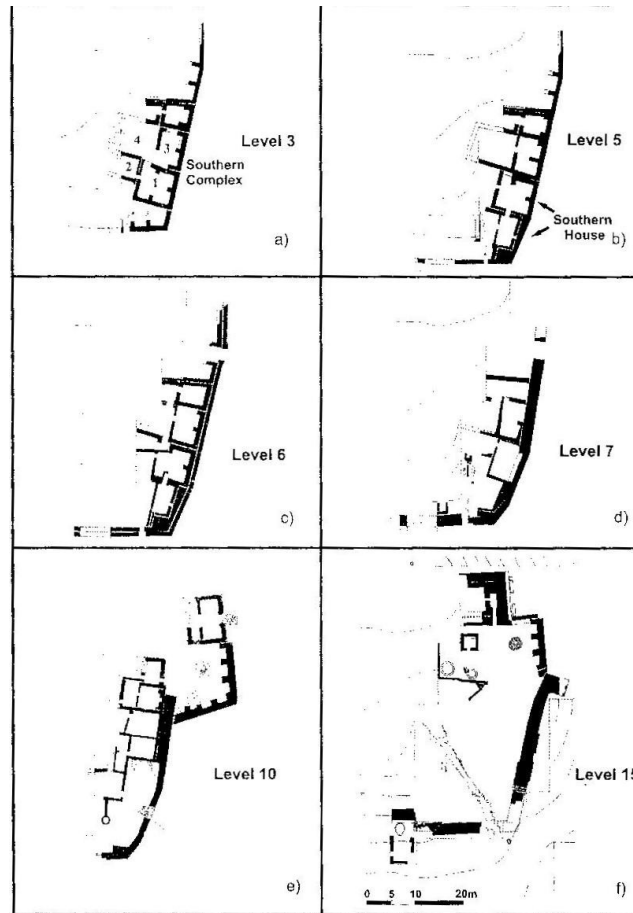 4
3
2
1
Level 3
Southern
Complex
a)
Level 5
Southern
House
b)
Level 6
c)
Level 7
d)
Level 10
e)
Level 15
f)
0 5 10 20m